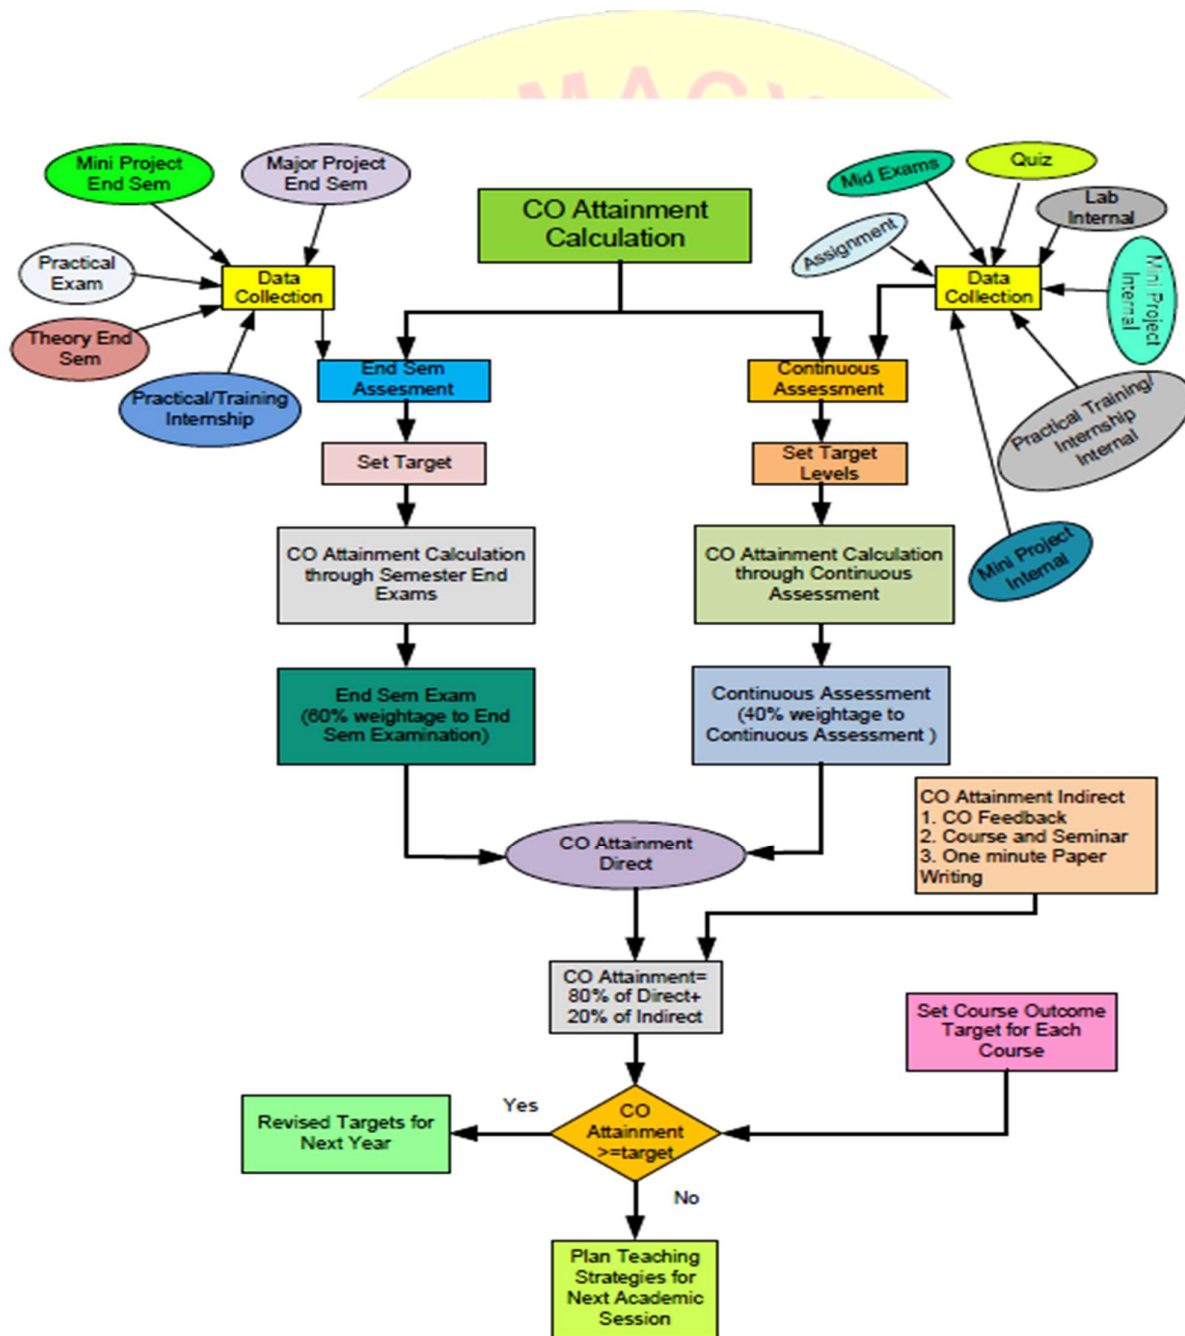 MAGW
Mini Project
End Sem
Major Project
End Sem
Practical
Exam
Theory End
Sem
Practical/Training
Internship
Data
Collection
CO Attainment
Calculation
Mid Exams
Quiz
Lab
Internal
Assignment
Mini Project
Internal
Data
Collection
Practical Training/
Internship
Internal
Mini Project
Internal
End Sem
Assesment
Continuous
Assessment
Set Target
Set Target
Levels
CO Attainment Calculation
through Semester End
Exams
CO Attainment Calculation
through Continuous
Assessment
End Sem Exam
(60% weightage to End
Sem Examination)
Continuous Assessment
(40% weightage to
Continuous Assessment )
CO Attainment Indirect
1. CO Feedback
2. Course and Seminar
3. One minute Paper
Writing
CO Attainment
Direct
CO Attainment=
80% of Direct+
20% of Indirect
Set Course Outcome
Target for Each
Course
CO
Attainment
>=target
Yes
Revised Targets for
Next Year
No
Plan Teaching
Strategies for
Next Academic
Session